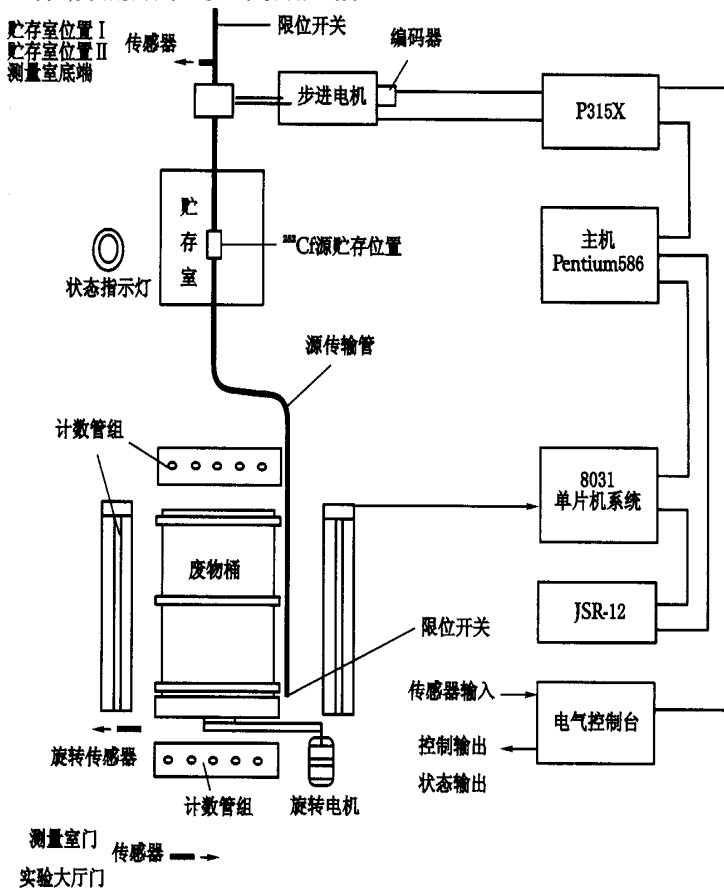 限位开关
贮存室位置Ⅰ
贮存室位置Ⅱ
测量室底端
传感器
编码器
步进电机
P315X
贮
存
室
²⁵²Cf源贮存位置
主机
Pentium586
状态指示灯
源传输管
计数管组
8031
单片机系统
废物桶
JSR-12
限位开关
传感器输入
电气控制台
控制输出
状态输出
旋转传感器
计数管组
旋转电机
测量室门
传感器
实验大厅门